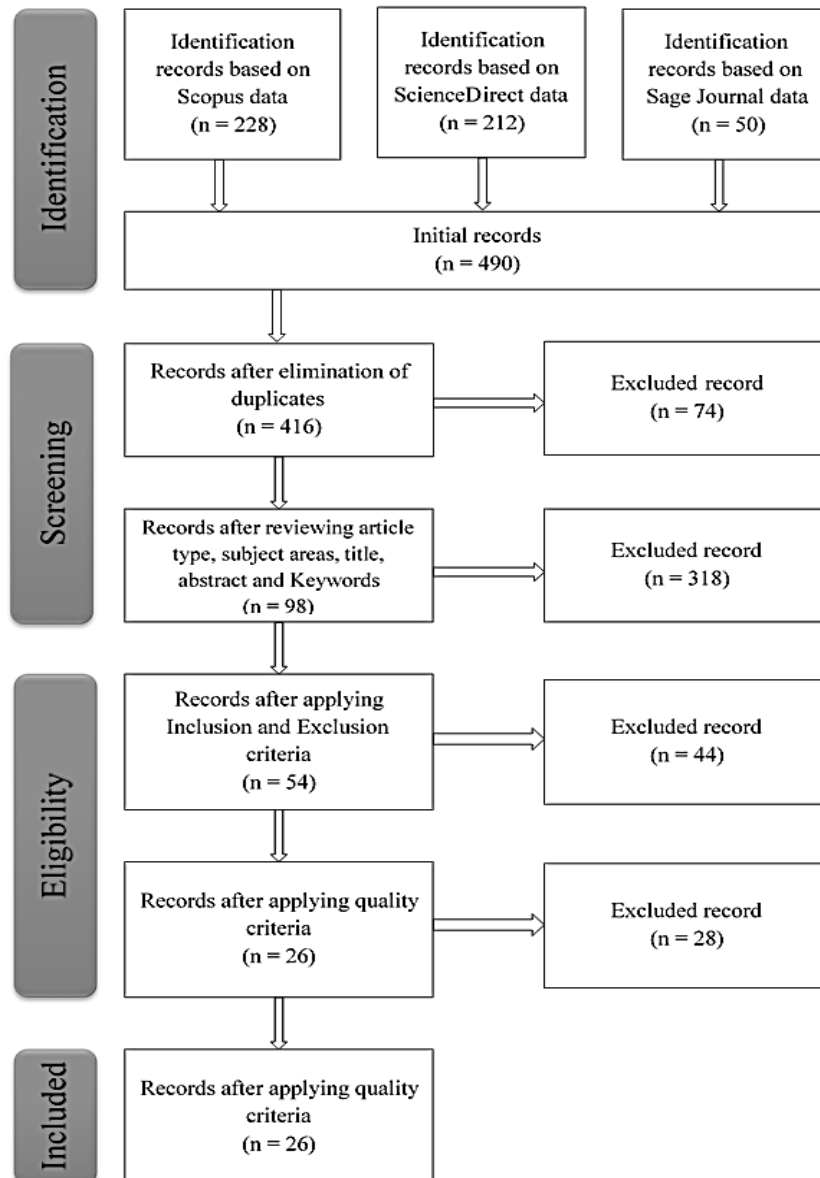 Identification
Identification
records based on
Scopus data
(n = 228)
Identification
records based on
ScienceDirect data
(n = 212)
Identification
records based on
Sage Journal data
(n = 50)
Initial records
(n = 490)
Screening
Records after elimination of
duplicates
(n = 416)
Excluded record
(n = 74)
Records after reviewing article
type, subject areas, title,
abstract and Keywords
(n = 98)
Excluded record
(n = 318)
Eligibility
Records after applying
Inclusion and Exclusion
criteria
(n = 54)
Excluded record
(n = 44)
Records after applying quality
criteria
(n = 26)
Excluded record
(n = 28)
Included
Records after applying quality
criteria
(n = 26)